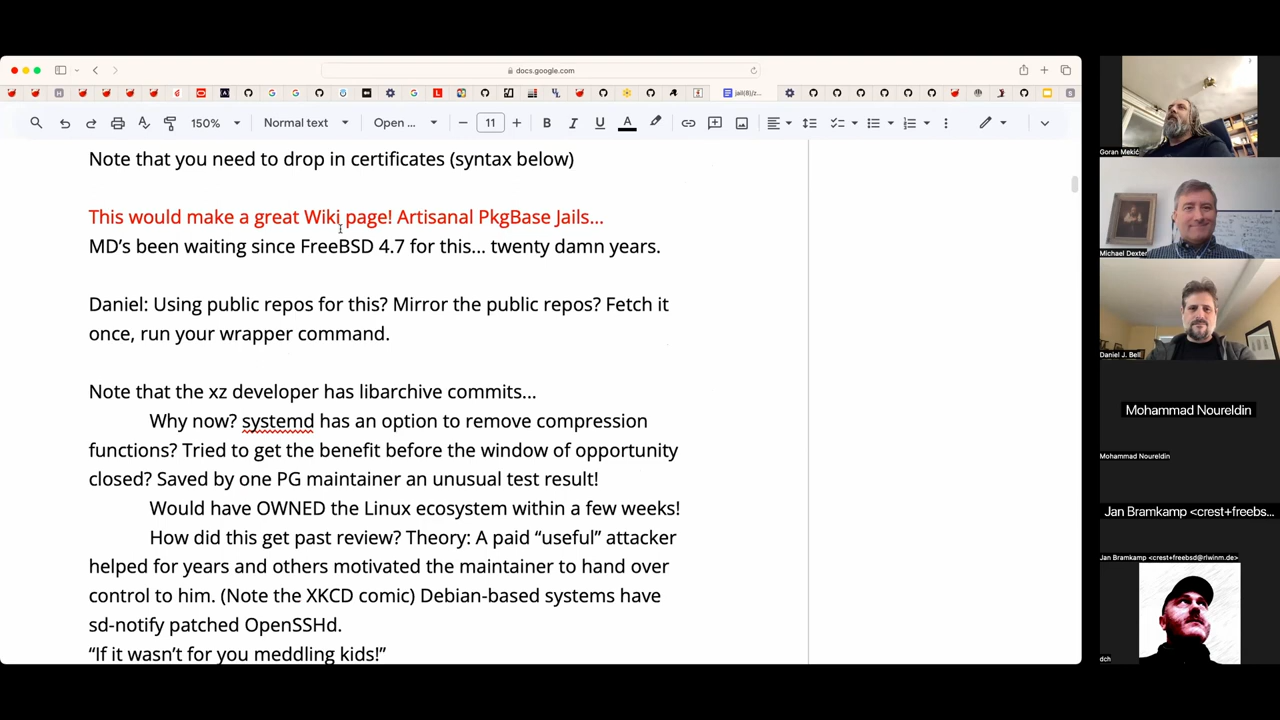 docs.google.com
jail(8)/z...
150%
Normal text
Open ...
11
B
I
U
A
Note that you need to drop in certificates (syntax below)
This would make a great Wiki page! Artisanal PkgBase Jails...
MD's been waiting since FreeBSD 4.7 for this... twenty damn years.
Daniel: Using public repos for this? Mirror the public repos? Fetch it
once, run your wrapper command.
Note that the xz developer has libarchive commits...
Why now? systemd has an option to remove compression
functions? Tried to get the benefit before the window of opportunity
closed? Saved by one PG maintainer an unusual test result!
Would have OWNED the Linux ecosystem within a few weeks!
How did this get past review? Theory: A paid “useful” attacker
helped for years and others motivated the maintainer to hand over
control to him. (Note the XKCD comic) Debian-based systems have
sd-notify patched OpenSSHd.
“If it wasn't for you meddling kids!”
Goran Mekić
Michael Dexter
Daniel J. Bell
Mohammad Noureldin
Mohammad Noureldin
Jan Bramkamp <crest+freebs...
Jan Bramkamp <crest+freebsd@rlwinm.de>
dch